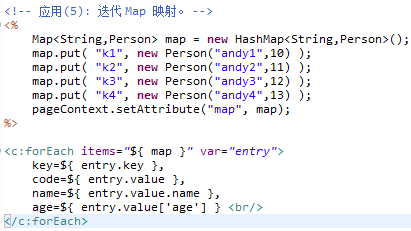 <!-- 应用(5): 迭代 Map 映射。 -->
<%
Map<String,Person> map = new HashMap<String,Person>();
map.put( "k1", new Person("andy1",10) );
map.put( "k2", new Person("andy2",11) );
map.put( "k3", new Person("andy3",12) );
map.put( "k4", new Person("andy4",13) );
pageContext.setAttribute("map", map);
%>
<c:forEach items="${ map }" var="entry">
key=${ entry.key },
code=${ entry.value },
name=${ entry.value.name },
age=${ entry.value['age'] } <br/>
</c:forEach>